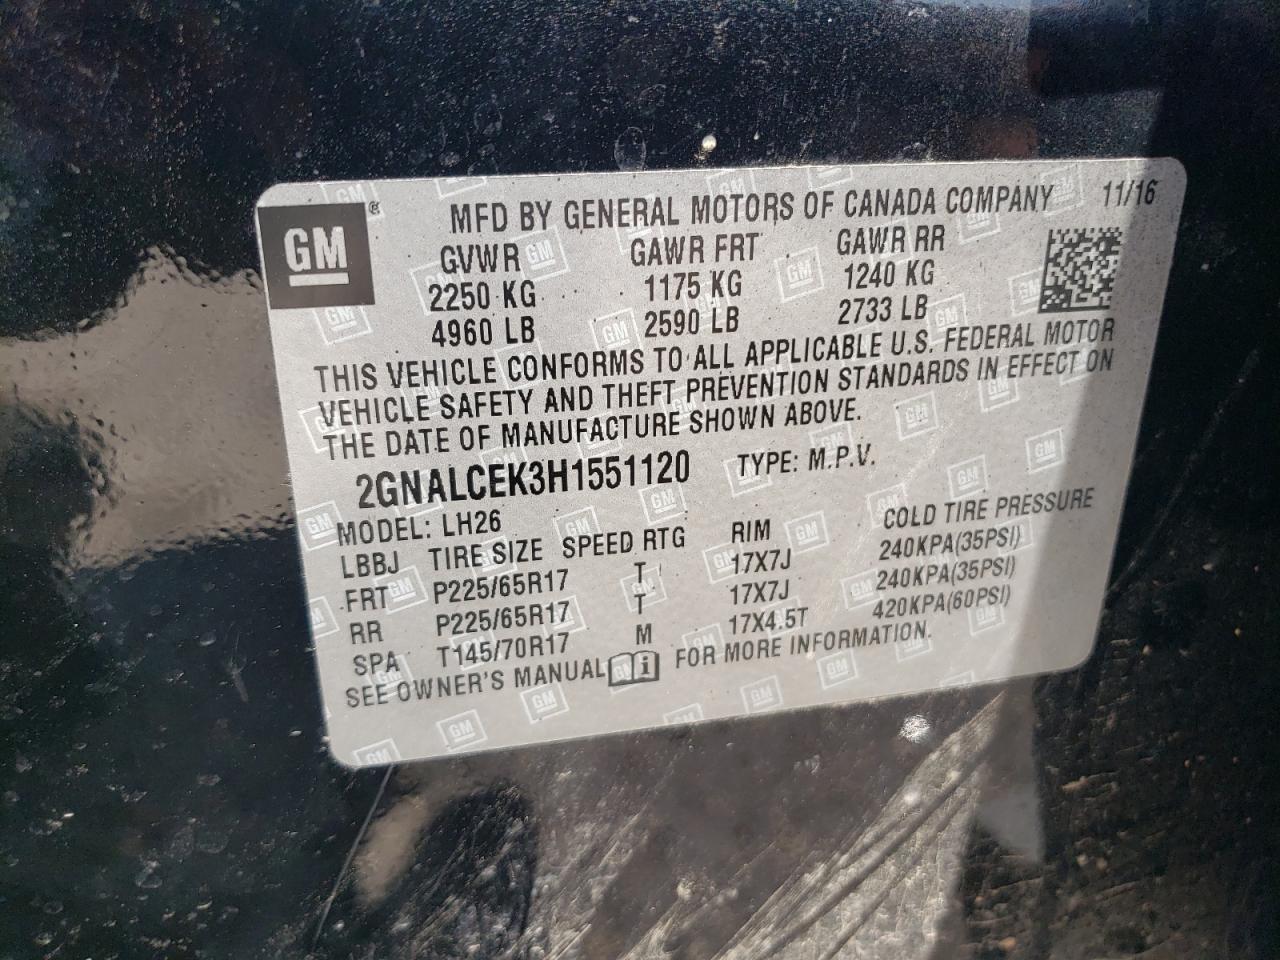 GM ®
MFD BY GENERAL MOTORS OF CANADA COMPANY 11/16
GVWR GAWR FRT GAWR RR
2250 KG 1175 KG 1240 KG
4960 LB 2590 LB 2733 LB
THIS VEHICLE CONFORMS TO ALL APPLICABLE U.S. FEDERAL MOTOR
VEHICLE SAFETY AND THEFT PREVENTION STANDARDS IN EFFECT ON
THE DATE OF MANUFACTURE SHOWN ABOVE.
2GNALCEK3H1551120 TYPE: M.P.V.
MODEL: LH26
LBBJ TIRE SIZE SPEED RTG RIM COLD TIRE PRESSURE
FRT P225/65R17 T 17X7J 240KPA(35PSI)
RR P225/65R17 T 17X7J 240KPA(35PSI)
SPA T145/70R17 M 17X4.5T 420KPA(60PSI)
SEE OWNER'S MANUAL i FOR MORE INFORMATION.